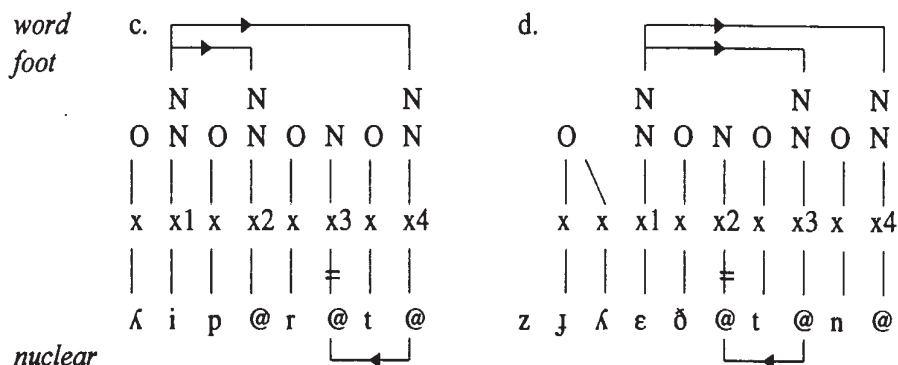 word c. d.
foot
N N N N N N
O N O N O N O N O N O N O N O N
x x1 x x2 x x3 x x4 x x x1 x x2 x x3 x x4
= =
ʎ i p @ r @ t @ z ɟ ʎ ɛ ð @ t @ n @
nuclear